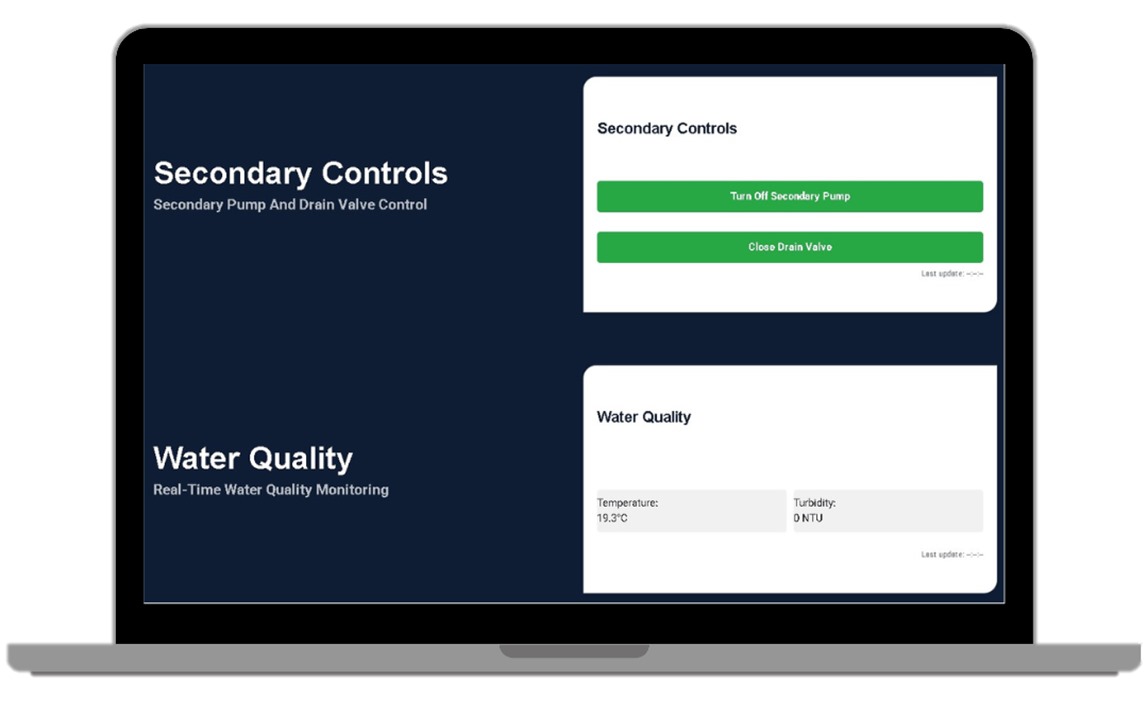 Secondary Controls
Secondary Pump And Drain Valve Control
Secondary Controls
Turn Off Secondary Pump
Close Drain Valve
Last update: --:--:--
Water Quality
Real-Time Water Quality Monitoring
Water Quality
Temperature:
19.3°C
Turbidity:
0 NTU
Last update: --:--:--